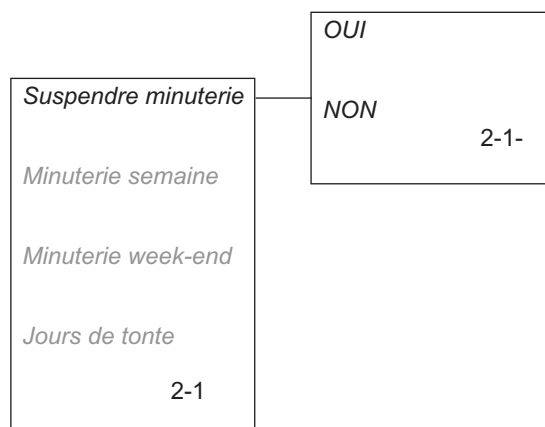 OUI
NON
2-1-
Suspendre minuterie
Minuterie semaine
Minuterie week-end
Jours de tonte
2-1